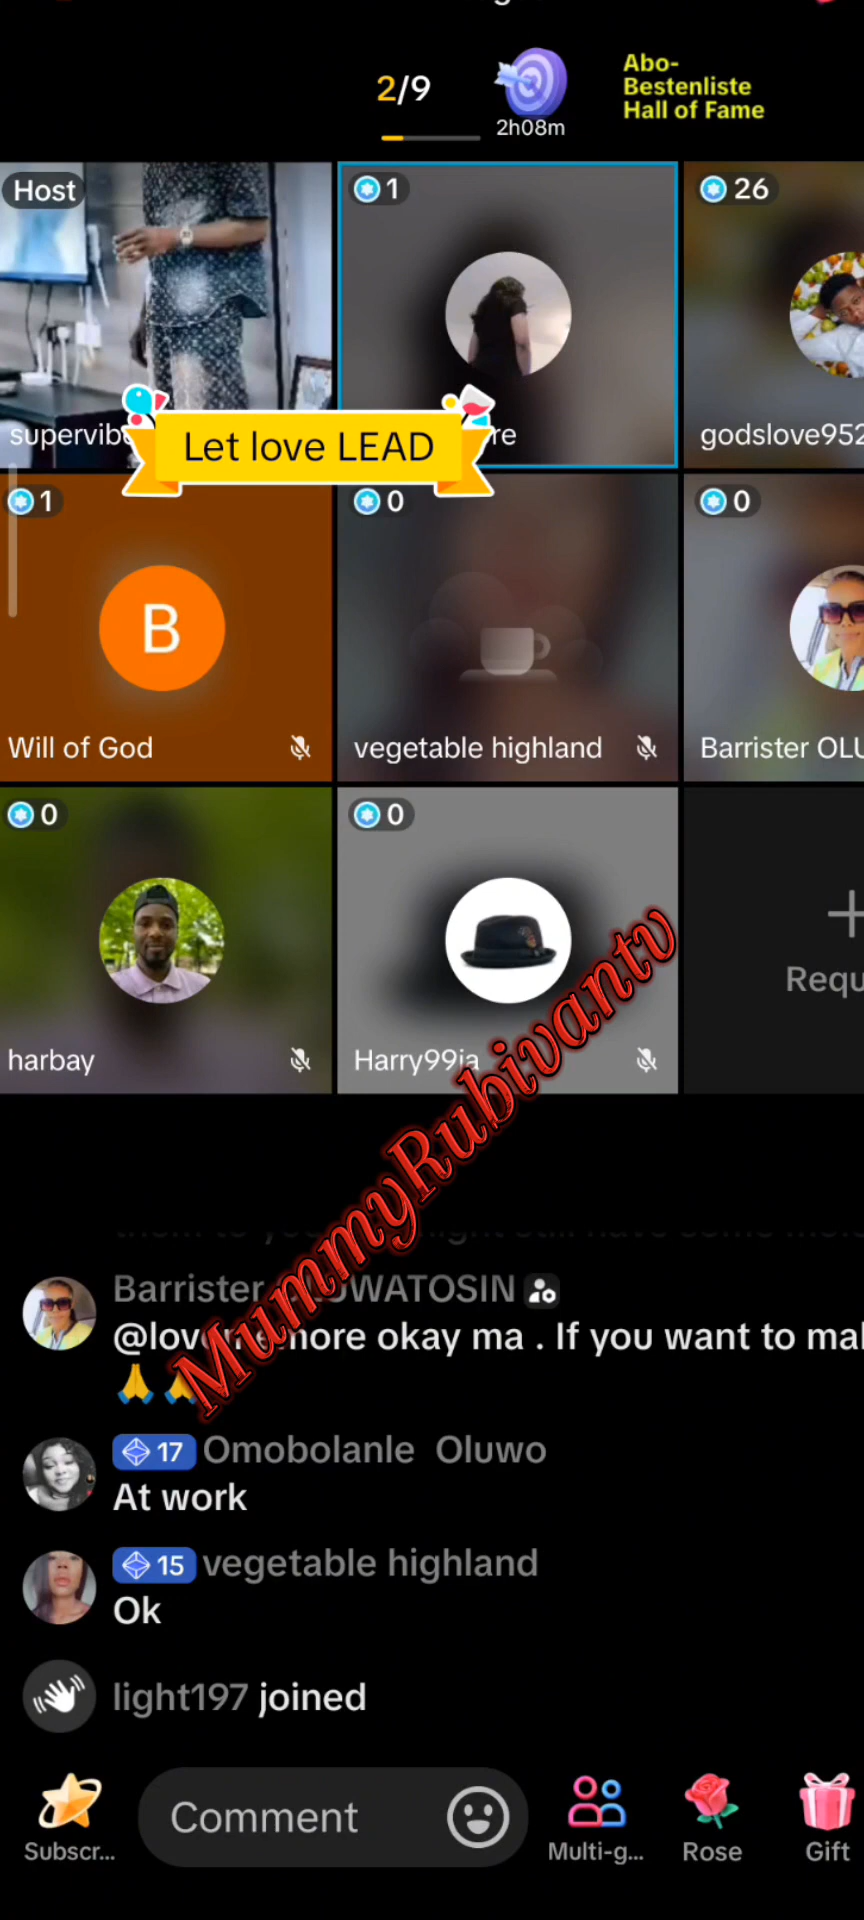 2/9
2h08m
Abo-
Bestenliste
Hall of Fame
Host
1
26
Let love LEAD
re
godslove952
1
0
0
B
Will of God
vegetable highland
Barrister OLU
0
0
harbay
Harry99ja
Requ
MummyRubivantv
Barrister
@lov more okay ma . If you want to mal
🙏 🙏
17 Omobolanle Oluwo
At work
15 vegetable highland
Ok
light197 joined
Subscr...
Comment
Multi-g...
Rose
Gift